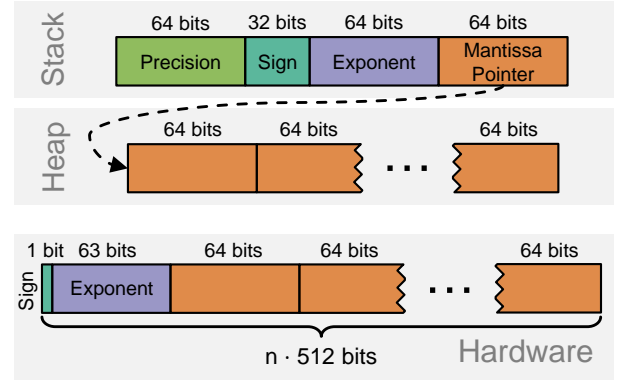 Stack
64 bits 32 bits 64 bits 64 bits
Precision Sign Exponent Mantissa
Pointer
Heap
64 bits 64 bits 64 bits
...
1 bit 63 bits 64 bits 64 bits 64 bits
Sign Exponent ...
n · 512 bits
Hardware